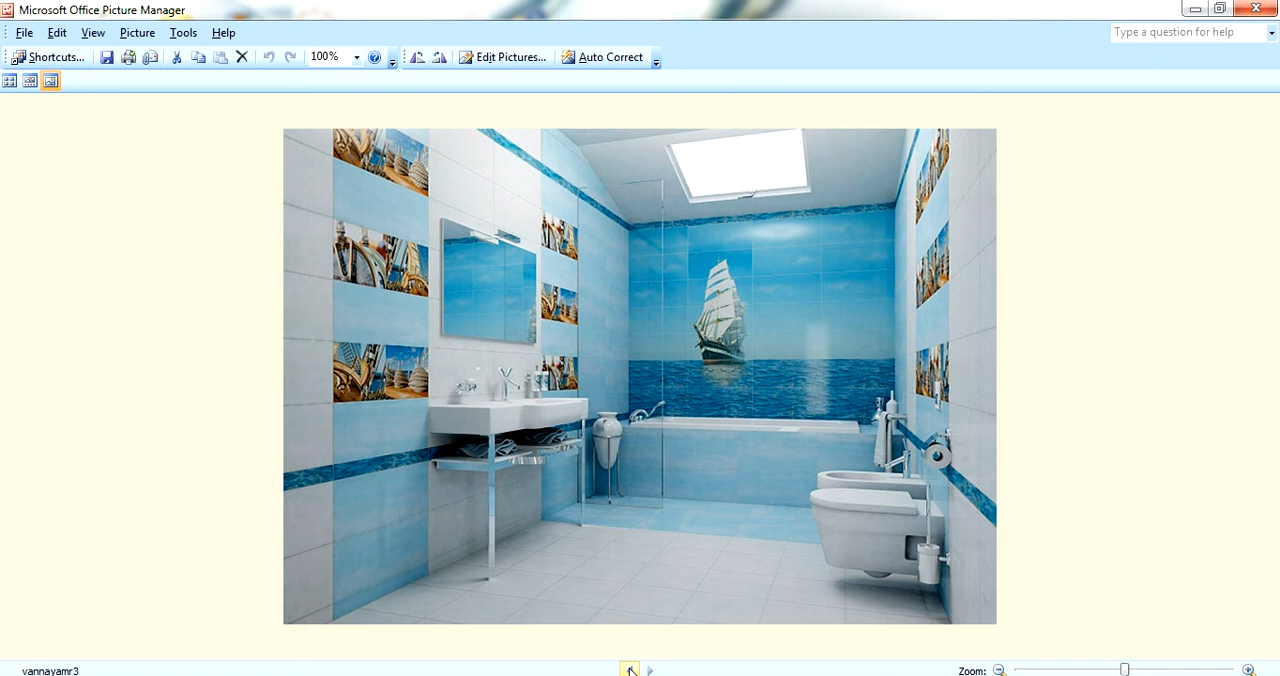 Microsoft Office Picture Manager
File Edit View Picture Tools Help
Type a question for help
Shortcuts... 100% Edit Pictures... Auto Correct
vannayamr3 Zoom: